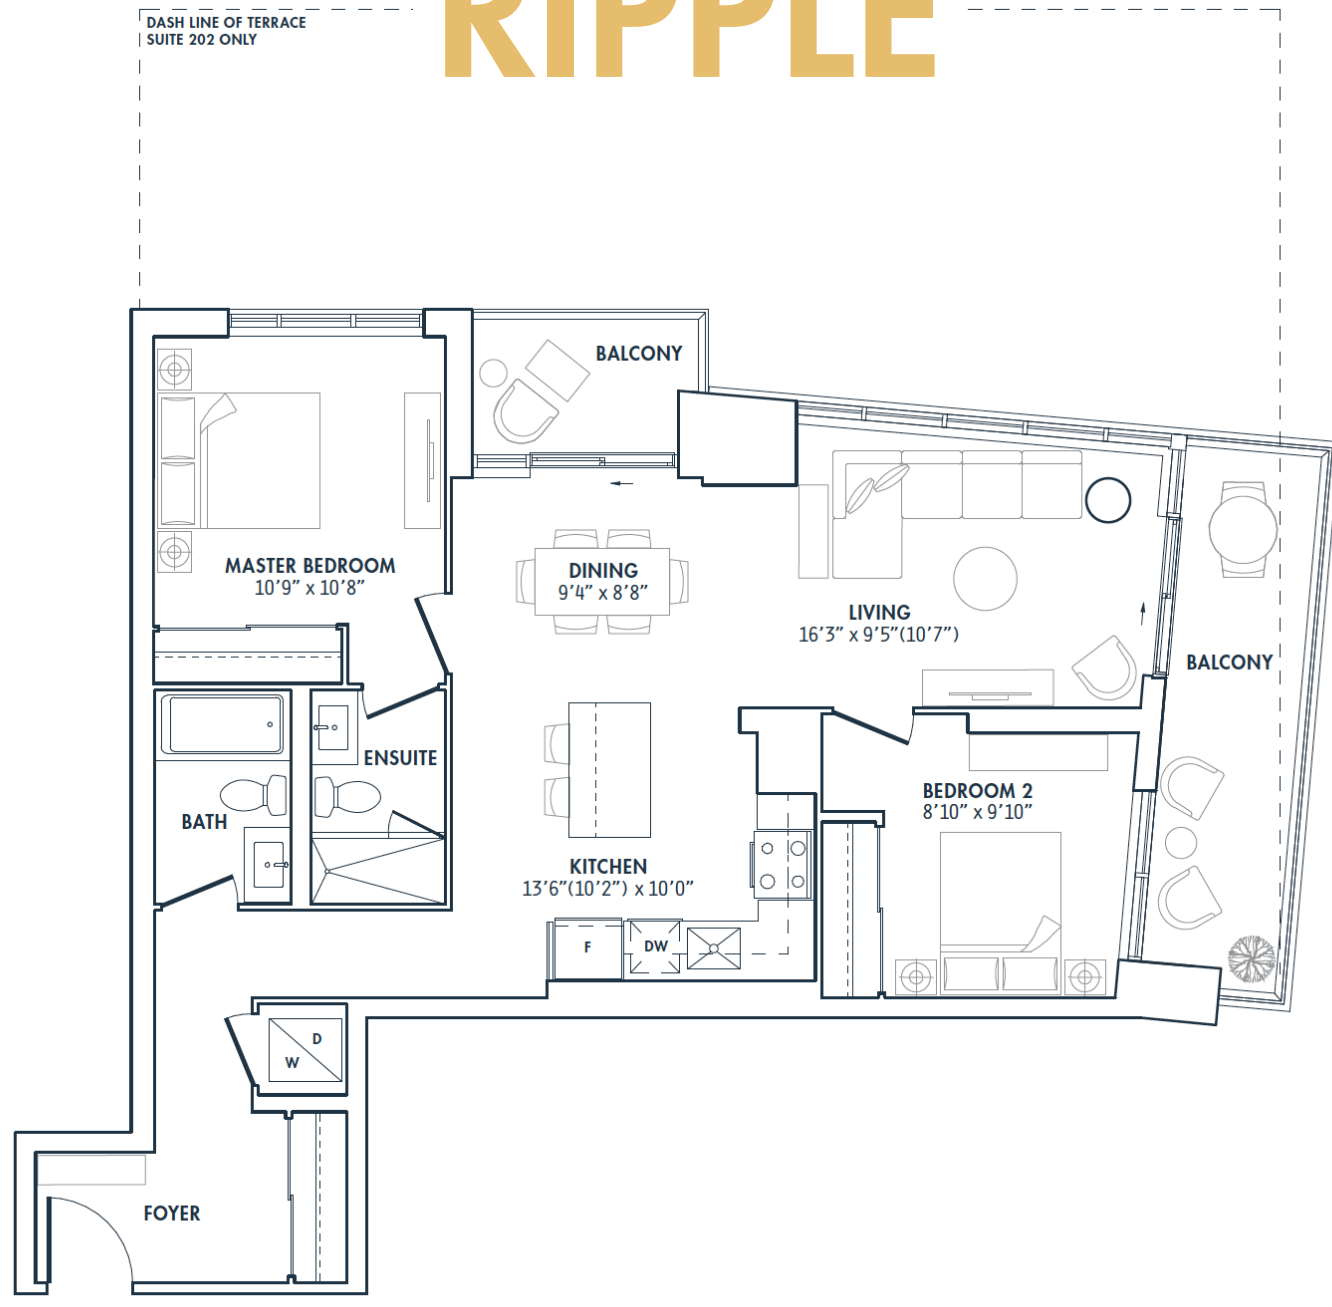 RIPPLE
DASH LINE OF TERRACE
SUITE 202 ONLY
BALCONY
MASTER BEDROOM
10'9" x 10'8"
DINING
9'4" x 8'8"
LIVING
16'3" x 9'5"(10'7")
BALCONY
ENSUITE
BATH
BEDROOM 2
8'10" x 9'10"
KITCHEN
13'6"(10'2") x 10'0"
F
DW
D
W
FOYER